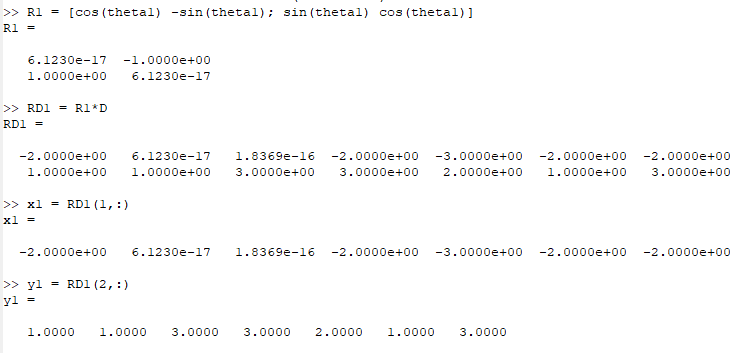 >> R1 = [cos(theta1) -sin(theta1); sin(theta1) cos(theta1)]
R1 =
6.1230e-17 -1.0000e+00
1.0000e+00 6.1230e-17
>> RD1 = R1*D
RD1 =
-2.0000e+00 6.1230e-17 1.8369e-16 -2.0000e+00 -3.0000e+00 -2.0000e+00 -2.0000e+00
1.0000e+00 1.0000e+00 3.0000e+00 3.0000e+00 2.0000e+00 1.0000e+00 3.0000e+00
>> x1 = RD1(1,:)
x1 =
-2.0000e+00 6.1230e-17 1.8369e-16 -2.0000e+00 -3.0000e+00 -2.0000e+00 -2.0000e+00
>> y1 = RD1(2,:)
y1 =
1.0000 1.0000 3.0000 3.0000 2.0000 1.0000 3.0000